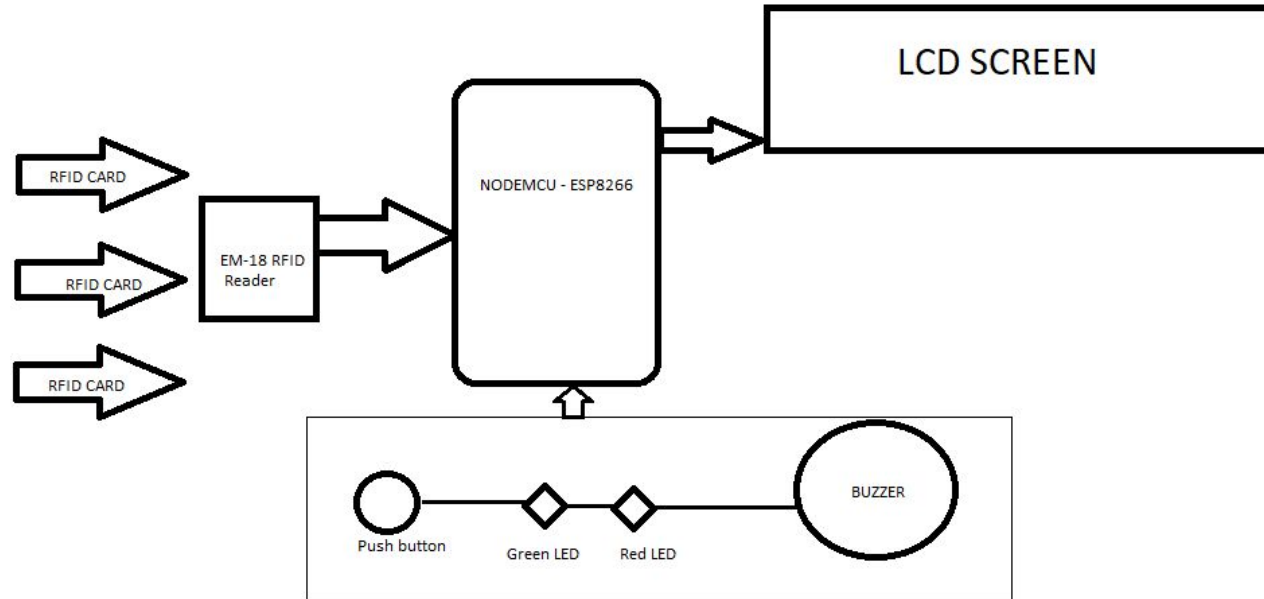 LCD SCREEN
NODEMCU - ESP8266
RFID CARD
EM-18 RFID
Reader
RFID CARD
RFID CARD
BUZZER
Push button
Green LED
Red LED